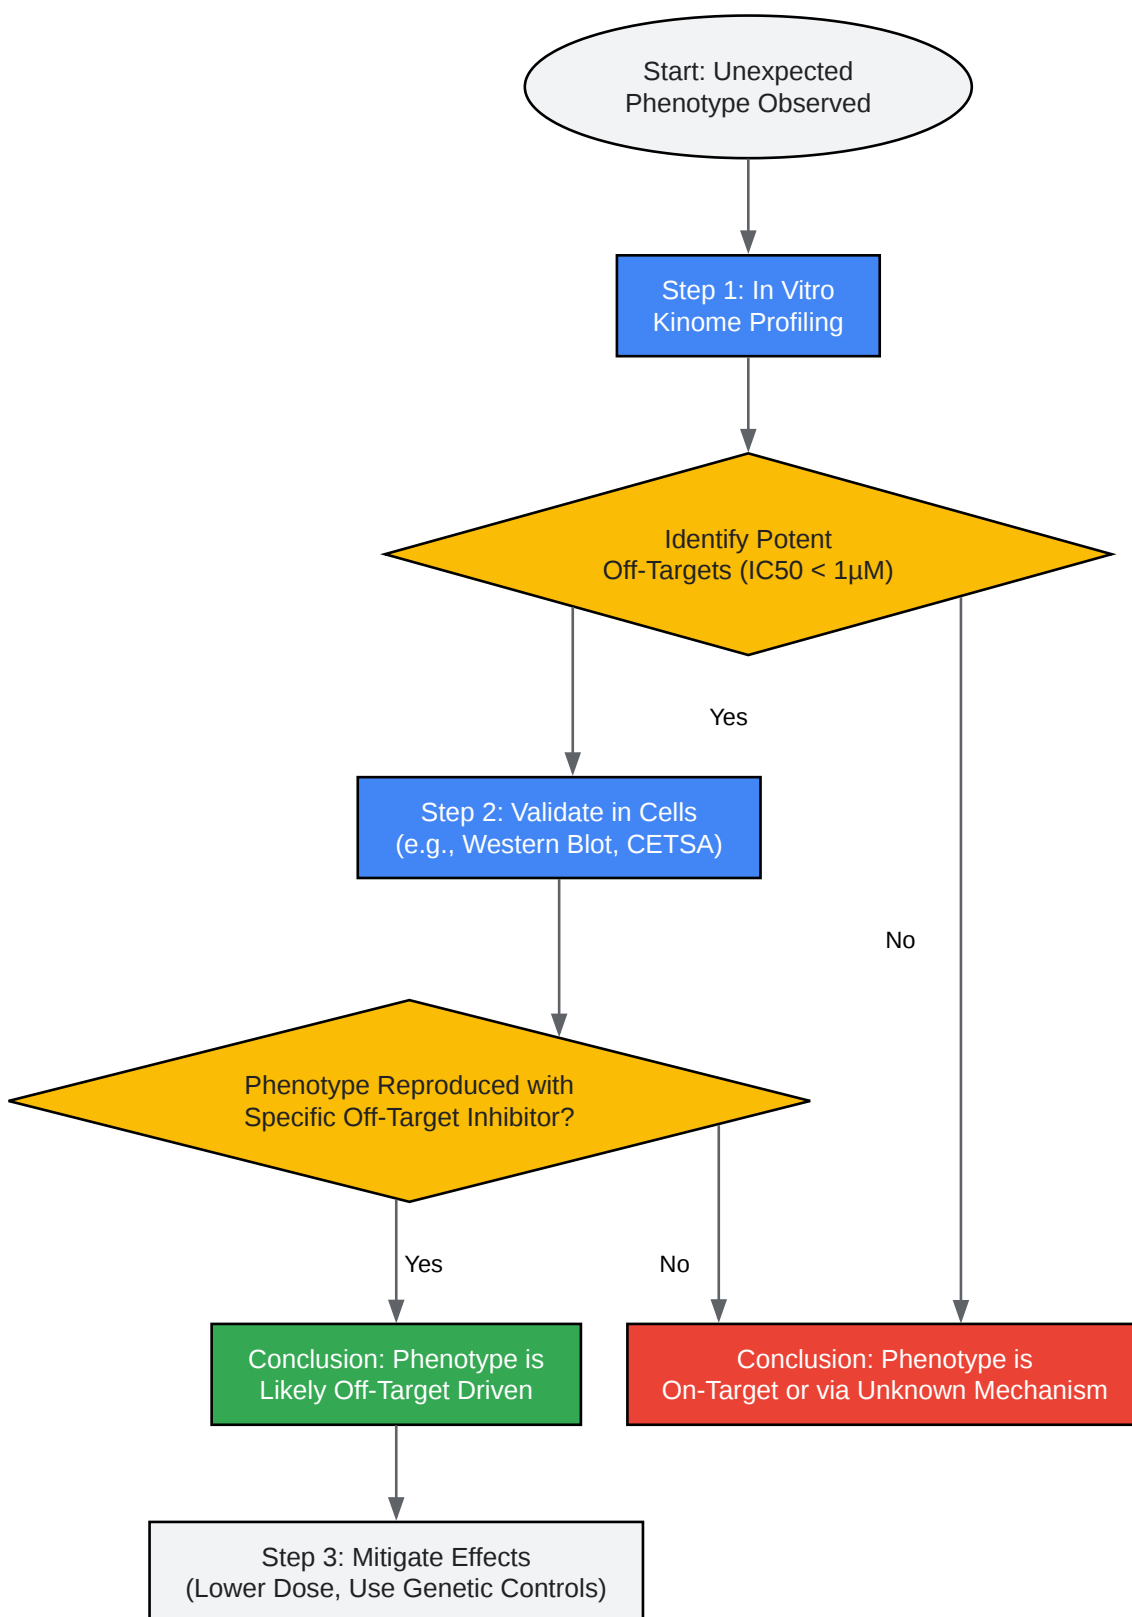 Start: Unexpected
Phenotype Observed
Step 1: In Vitro
Kinome Profiling
Identify Potent
Off-Targets (IC50 < 1µM)
Yes
Step 2: Validate in Cells
(e.g., Western Blot, CETSA)
No
Phenotype Reproduced with
Specific Off-Target Inhibitor?
Yes
No
Conclusion: Phenotype is
Likely Off-Target Driven
Conclusion: Phenotype is
On-Target or via Unknown Mechanism
Step 3: Mitigate Effects
(Lower Dose, Use Genetic Controls)